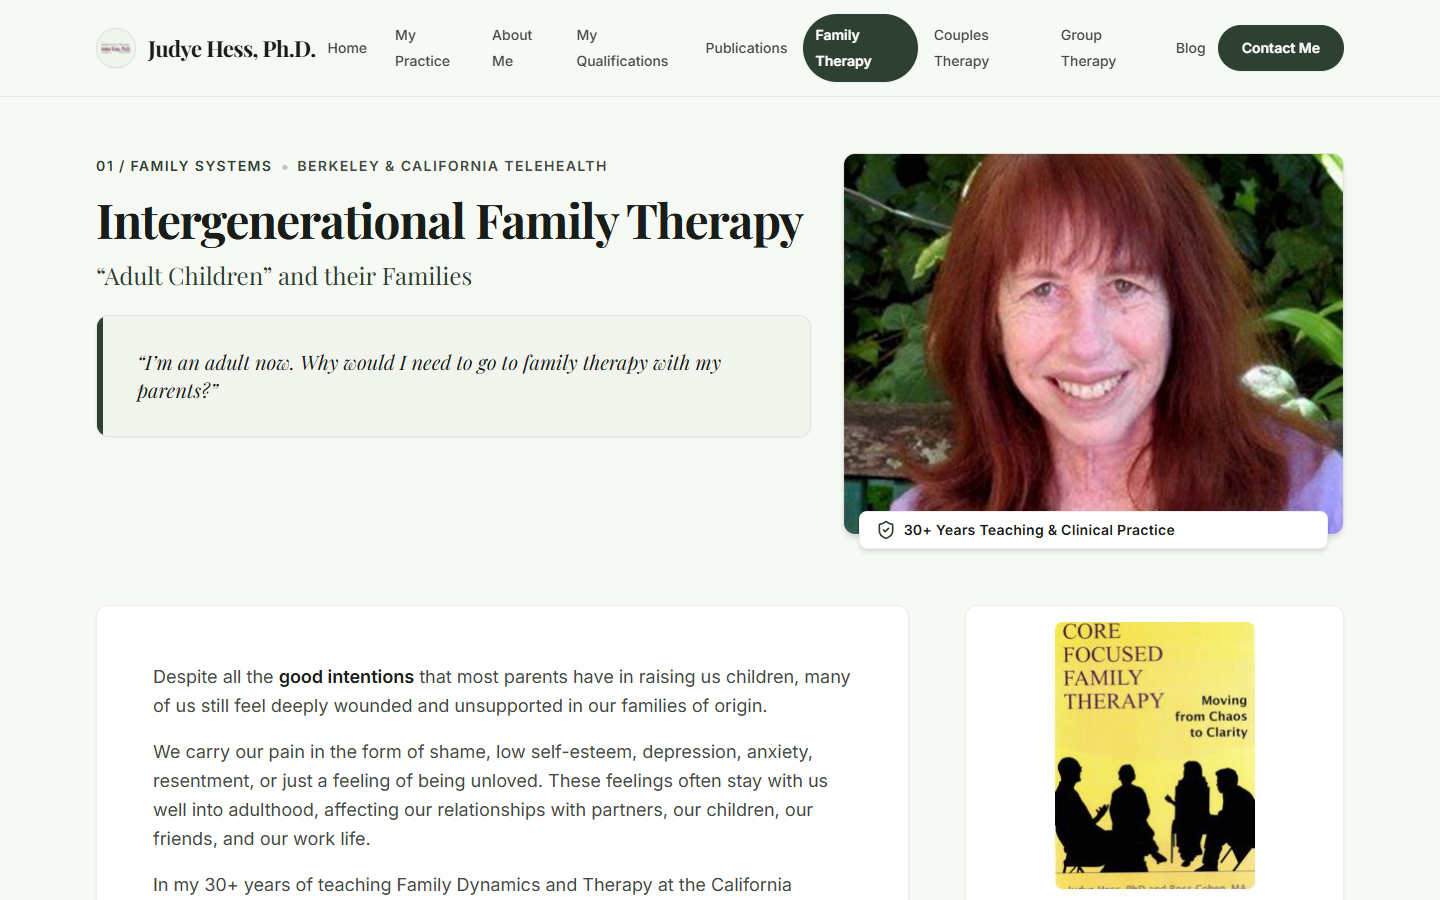 Judye Hess, Ph.D.
Home
My
Practice
About
Me
My
Qualifications
Publications
Family
Therapy
Couples
Therapy
Group
Therapy
Blog
Contact Me
01 / FAMILY SYSTEMS • BERKELEY & CALIFORNIA TELEHEALTH
Intergenerational Family Therapy
“Adult Children” and their Families
“I’m an adult now. Why would I need to go to family therapy with my
parents?”
30+ Years Teaching & Clinical Practice
Despite all the good intentions that most parents have in raising us children, many
of us still feel deeply wounded and unsupported in our families of origin.
We carry our pain in the form of shame, low self-esteem, depression, anxiety,
resentment, or just a feeling of being unloved. These feelings often stay with us
well into adulthood, affecting our relationships with partners, our children, our
friends, and our work life.
In my 30+ years of teaching Family Dynamics and Therapy at the California
CORE
FOCUSED
FAMILY
THERAPY
Moving
from Chaos
to Clarity
Judye Hess, PhD and Ross Cohen, MA